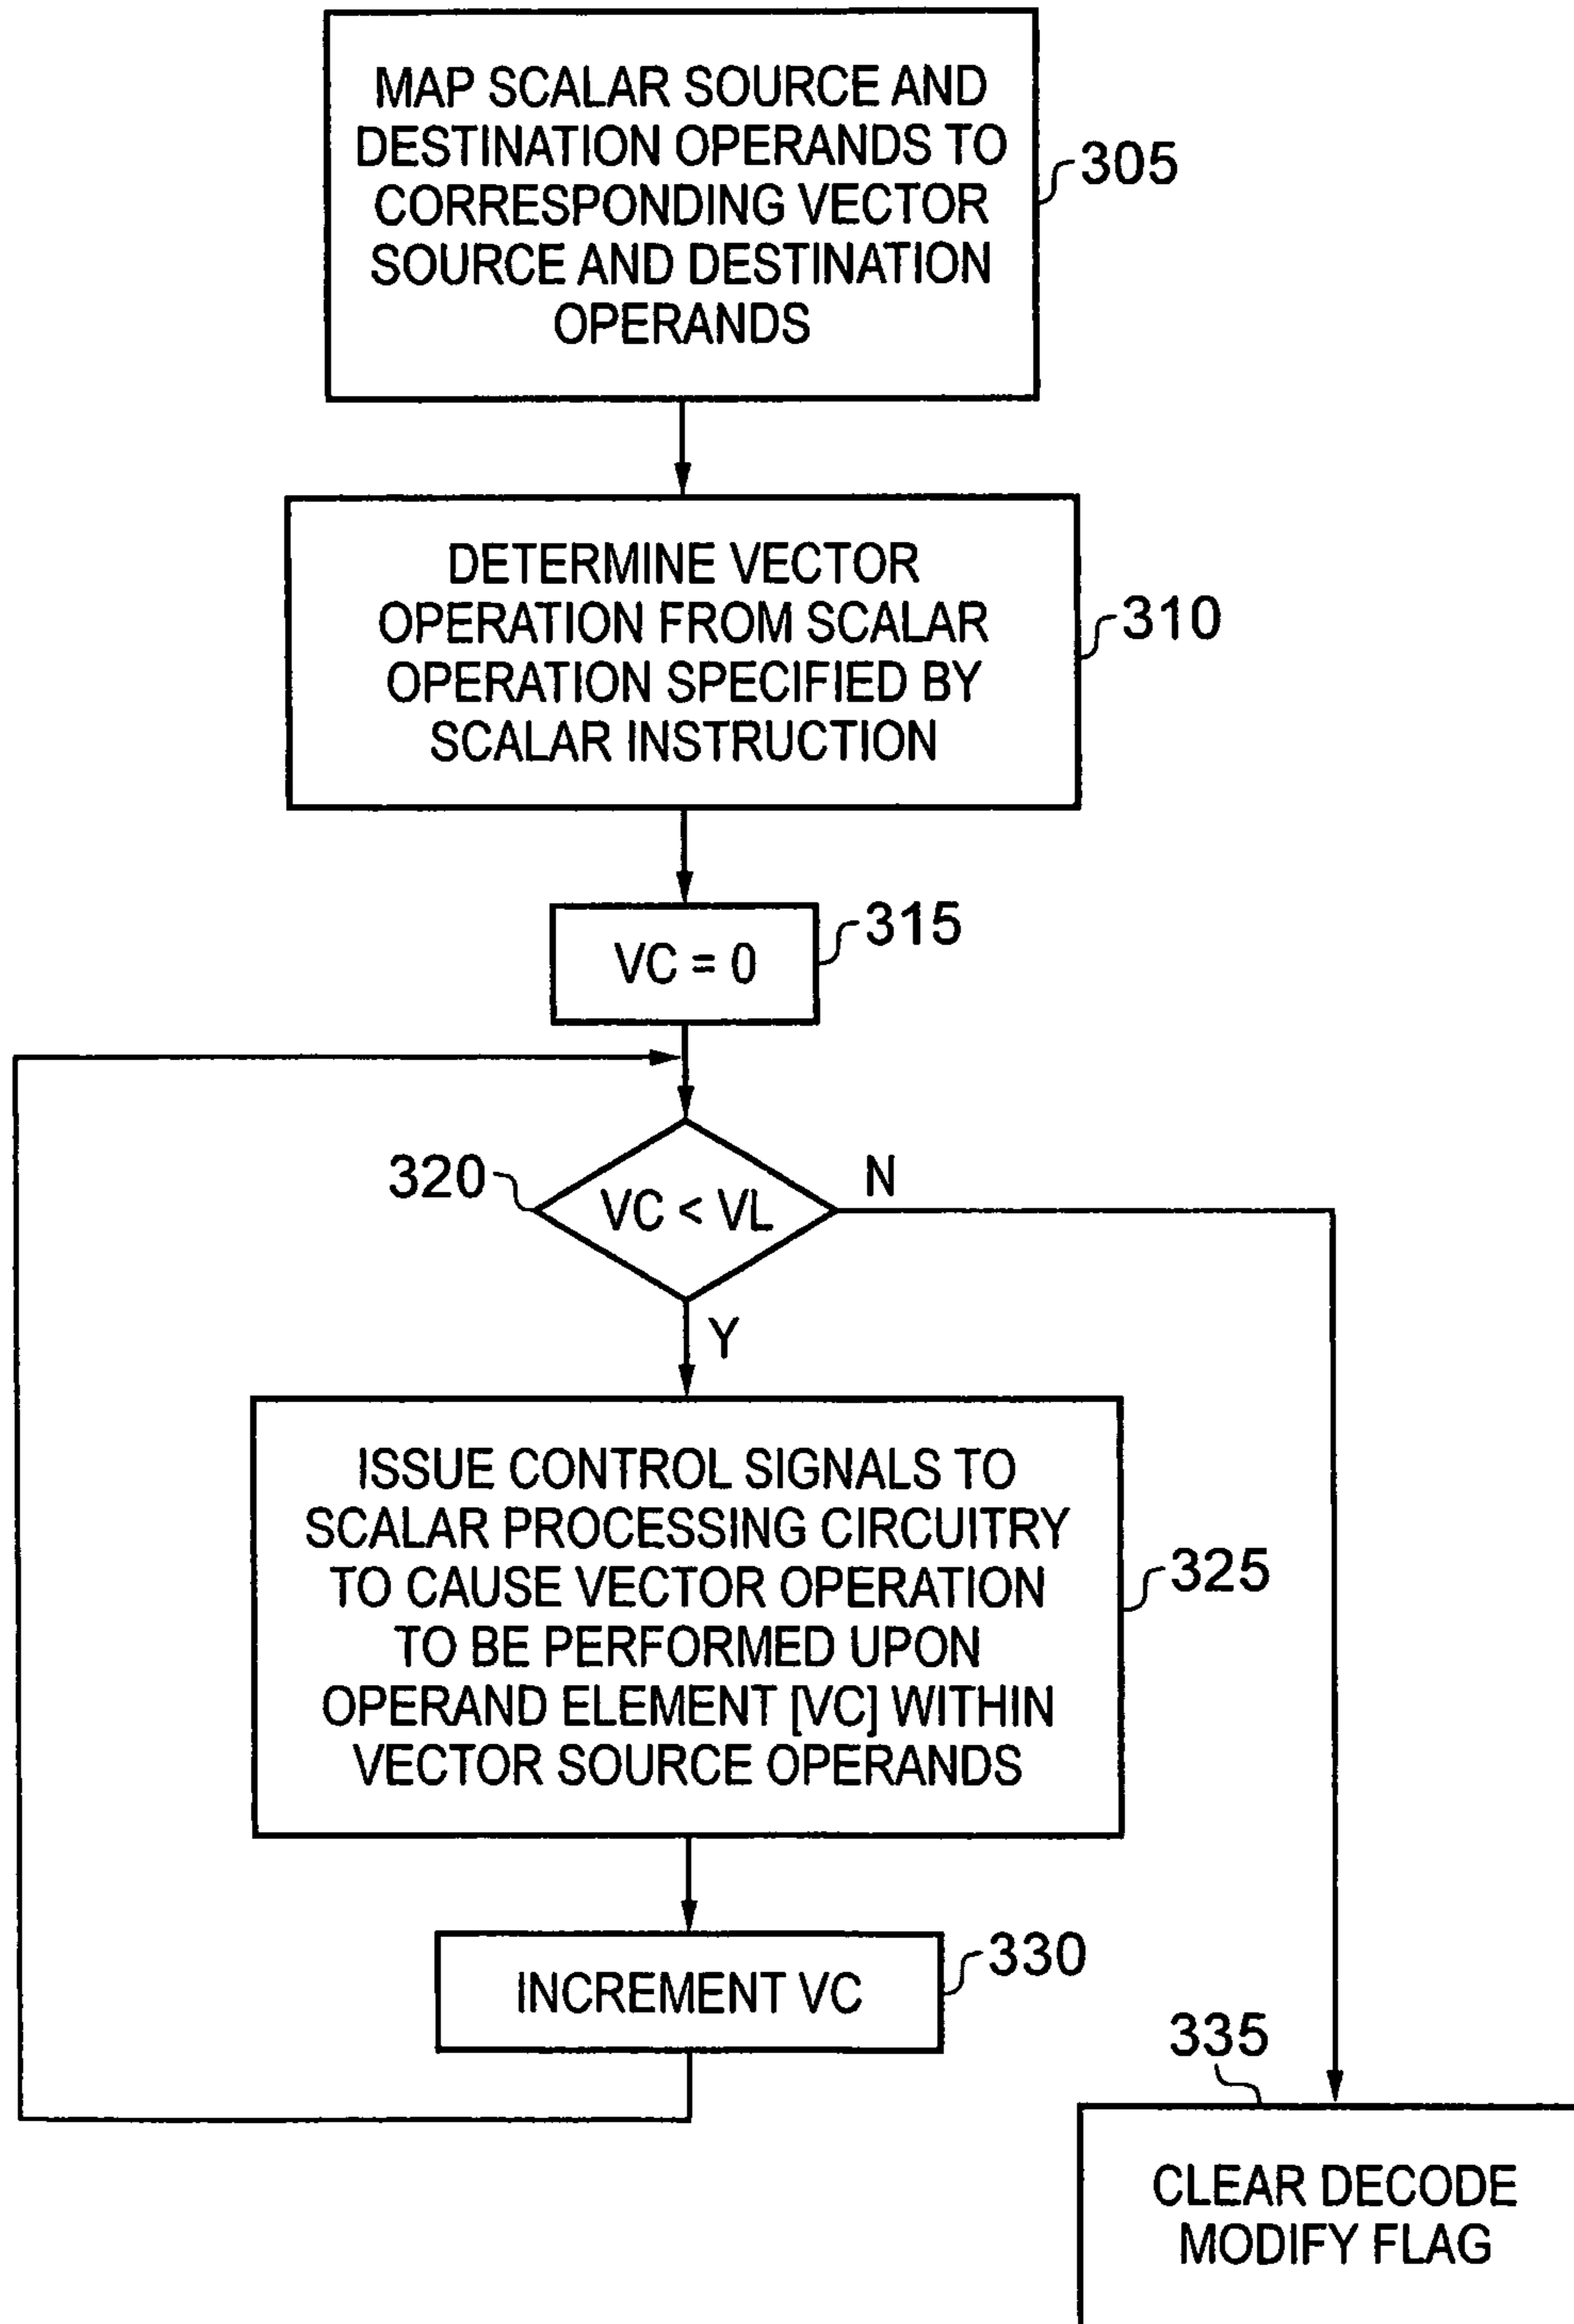 MAP SCALAR SOURCE AND
DESTINATION OPERANDS TO
CORRESPONDING VECTOR
SOURCE AND DESTINATION
OPERANDS
305
DETERMINE VECTOR
OPERATION FROM SCALAR
OPERATION SPECIFIED BY
SCALAR INSTRUCTION
310
VC = 0
315
320
VC < VL
N
Y
ISSUE CONTROL SIGNALS TO
SCALAR PROCESSING CIRCUITRY
TO CAUSE VECTOR OPERATION
TO BE PERFORMED UPON
OPERAND ELEMENT [VC] WITHIN
VECTOR SOURCE OPERANDS
325
INCREMENT VC
330
335
CLEAR DECODE
MODIFY FLAG